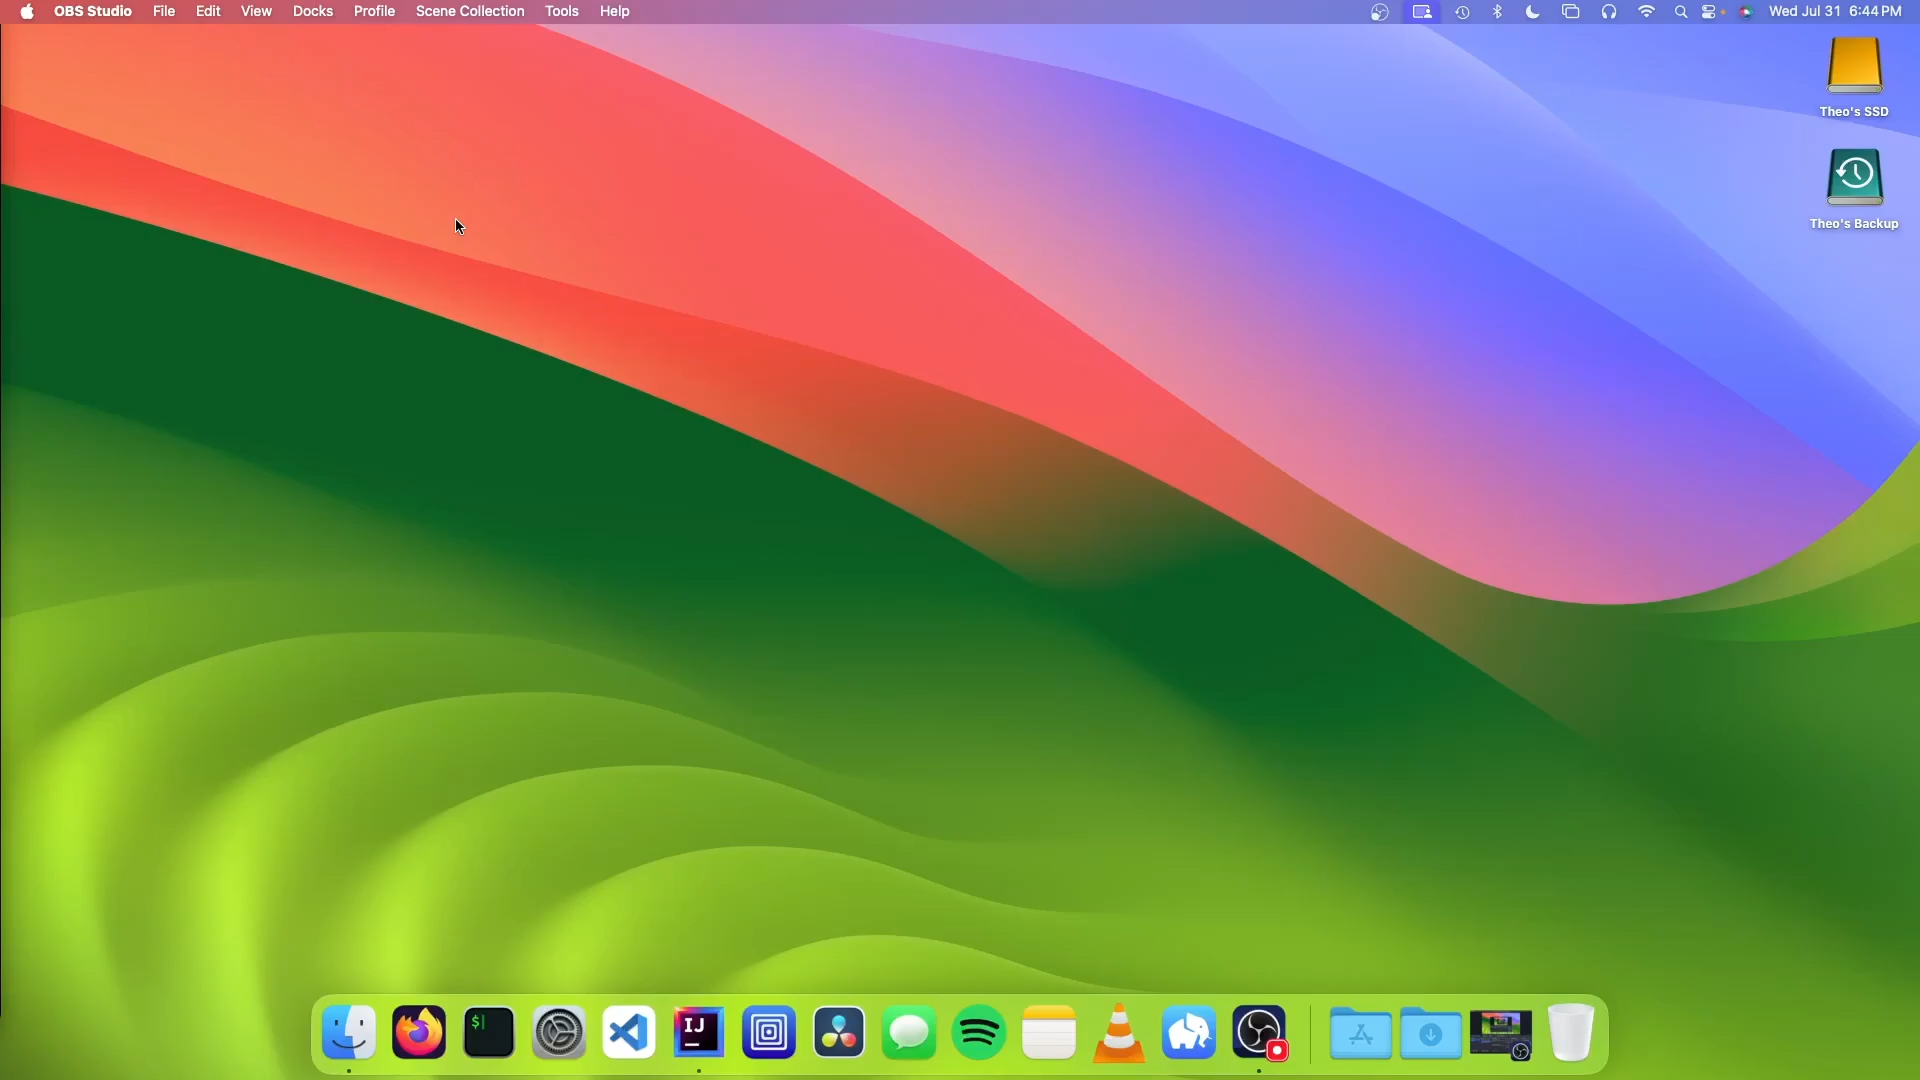 OBS Studio File Edit View Docks Profile Scene Collection Tools Help Wed Jul 31 6:44 PM
Theo's SSD
Theo's Backup
$|
IJ